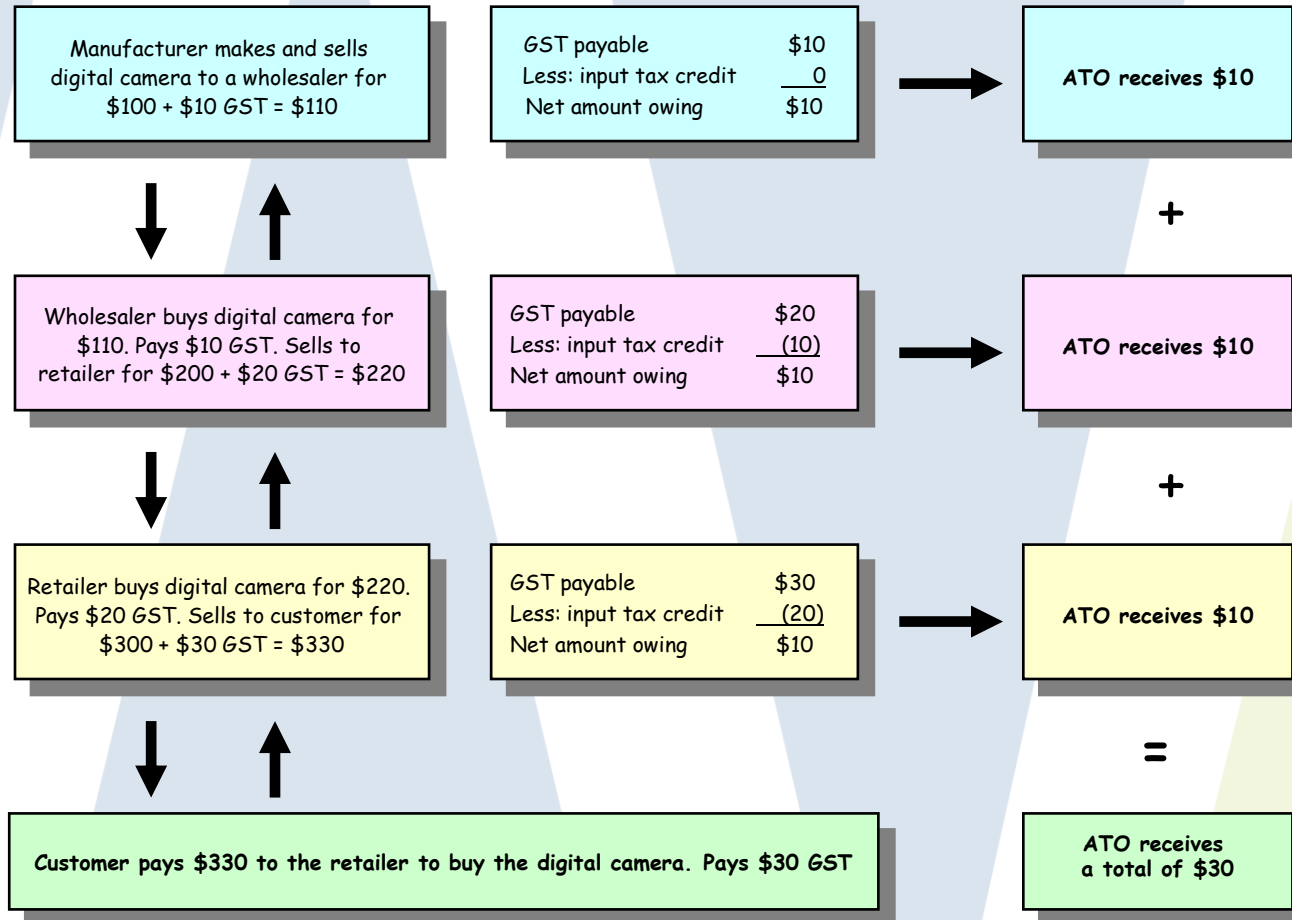 Manufacturer makes and sells
digital camera to a wholesaler for
$100 + $10 GST = $110
GST payable $10
Less: input tax credit 0
Net amount owing $10
ATO receives $10
+
Wholesaler buys digital camera for
$110. Pays $10 GST. Sells to
retailer for $200 + $20 GST = $220
GST payable $20
Less: input tax credit (10)
Net amount owing $10
ATO receives $10
+
Retailer buys digital camera for $220.
Pays $20 GST. Sells to customer for
$300 + $30 GST = $330
GST payable $30
Less: input tax credit (20)
Net amount owing $10
ATO receives $10
=
Customer pays $330 to the retailer to buy the digital camera. Pays $30 GST
ATO receives
a total of $30